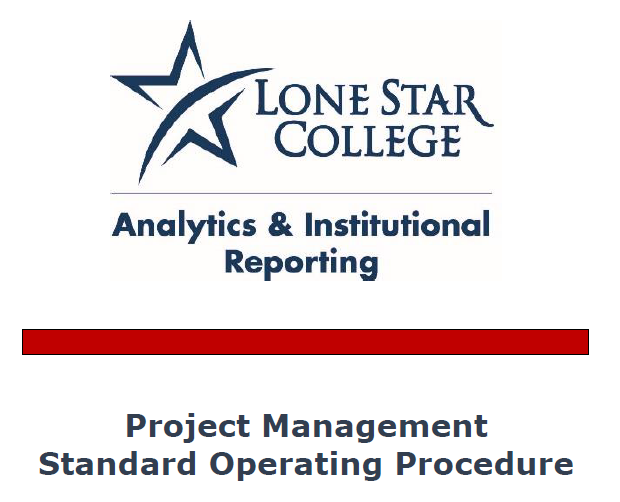 LONE STAR
COLLEGE
Analytics & Institutional
Reporting
Project Management
Standard Operating Procedure